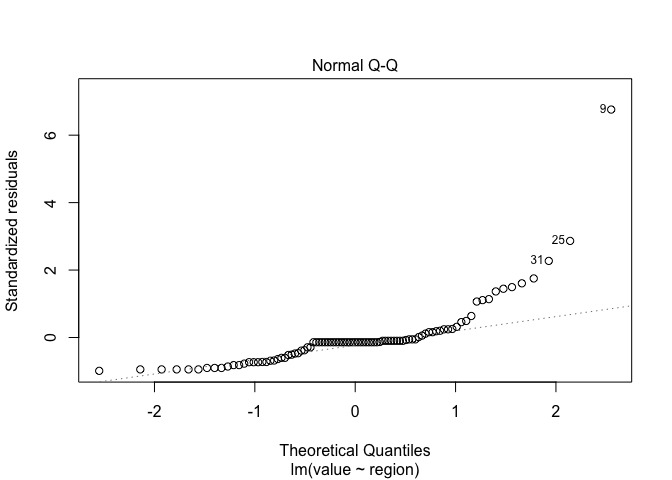 Normal Q-Q
Standardized residuals
6
4
2
0
9
25
31
-2 -1 0 1 2
Theoretical Quantiles
lm(value ~ region)